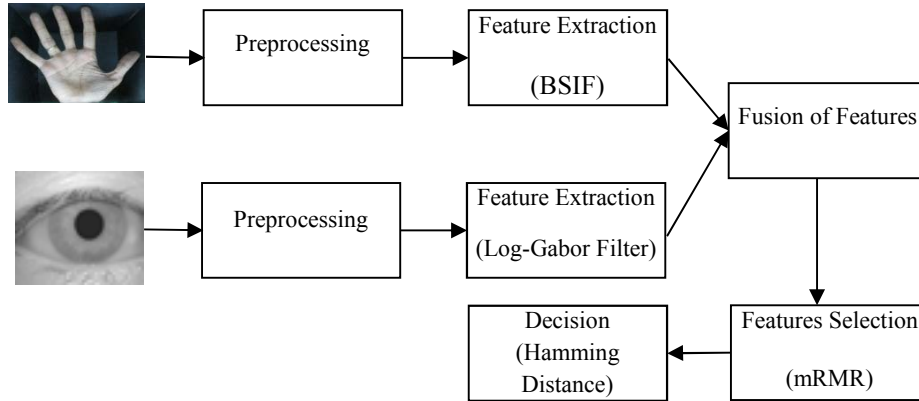 Preprocessing
Feature Extraction
(BSIF)
Fusion of Features
Preprocessing
Feature Extraction
(Log-Gabor Filter)
Decision
(Hamming
Distance)
Features Selection
(mRMR)